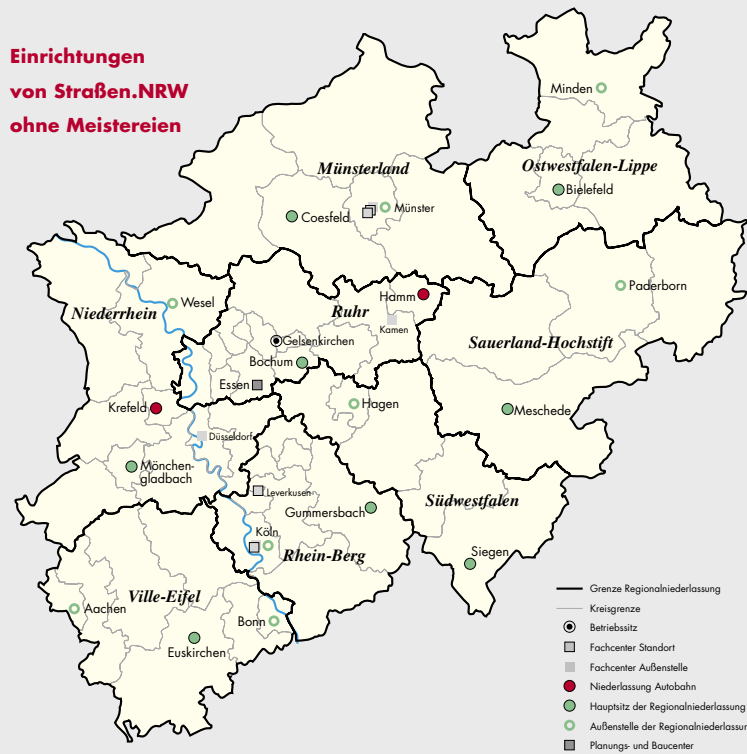 Einrichtungen
von Straßen.NRW
ohne Meistereien
Minden
Münsterland
Ostwestfalen-Lippe
Bielefeld
Coesfeld
Münster
Niederrhein
Wesel
Hamm
Paderborn
Ruhr
Kamen
Gelsenkirchen
Sauerland-Hochstift
Bochum
Essen
Krefeld
Hagen
Meschede
Düsseldorf
Mönchen-
gladbach
Leverkusen
Gummersbach
Südwestfalen
Köln
Rhein-Berg
Siegen
Ville-Eifel
Aachen
Bonn
Euskirchen
Grenze Regionalniederlassung
Kreisgrenze
Betriebssitz
Fachcenter Standort
Fachcenter Außenstelle
Niederlassung Autobahn
Hauptsitz der Regionalniederlassung
Außenstelle der Regionalniederlassun
Planungs- und Baucenter